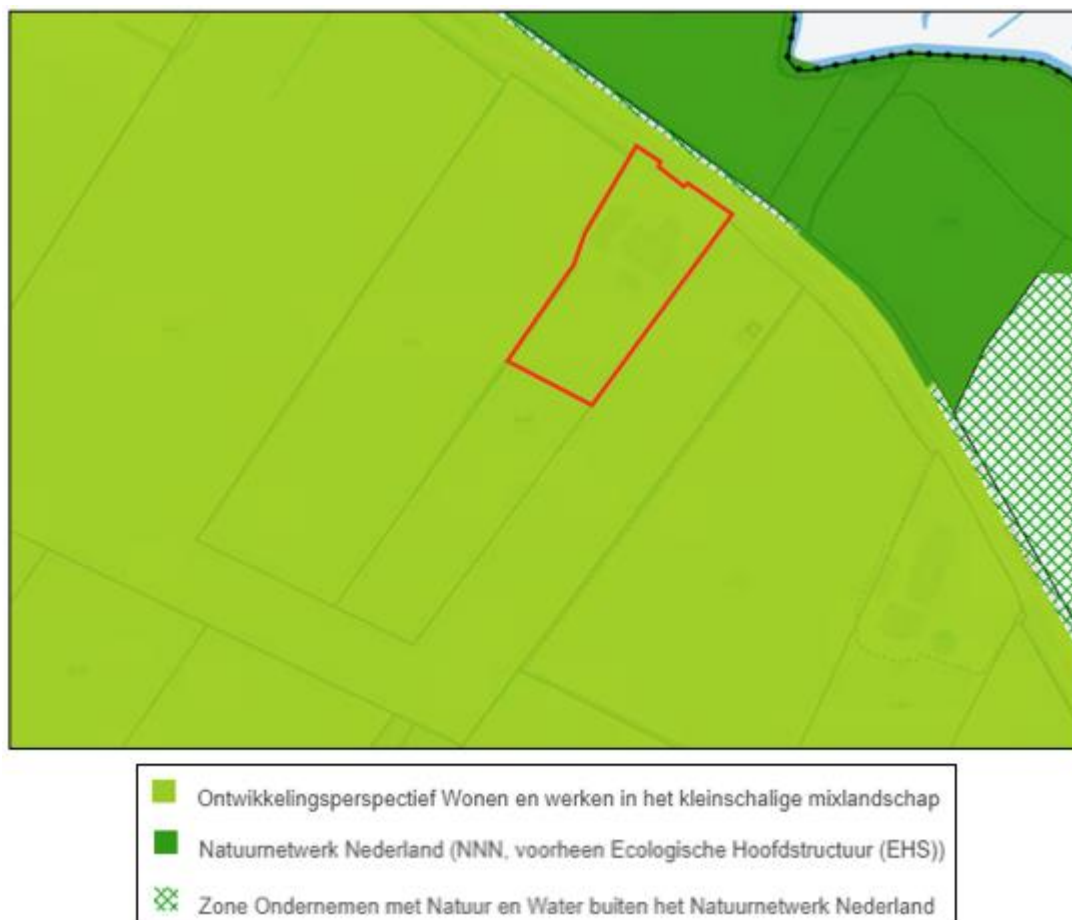 Ontwikkelingsperspectief Wonen en werken in het kleinschalige mixlandschap
Natuurnetwerk Nederland (NNN, voorheen Ecologische Hoofdstructuur (EHS))
Zone Ondernemen met Natuur en Water buiten het Natuurnetwerk Nederland